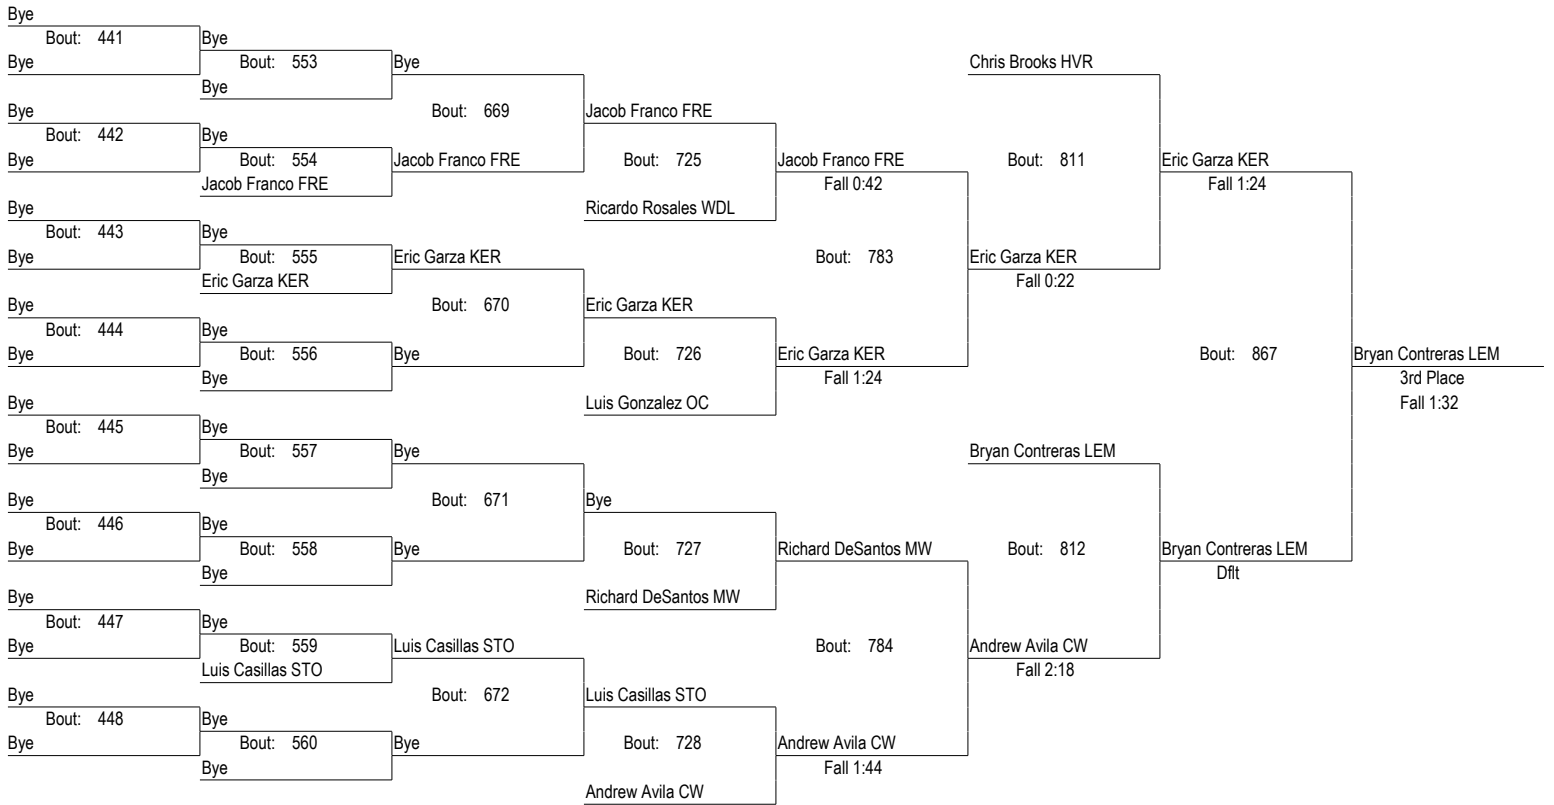 Bye
Bout: 441 Bye
Bye Bout: 553 Bye Chris Brooks HVR
Bye
Bye Bout: 669 Jacob Franco FRE
Bout: 442 Bye
Bye Bout: 554 Jacob Franco FRE Bout: 725 Jacob Franco FRE Bout: 811 Eric Garza KER
Jacob Franco FRE Fall 0:42 Fall 1:24
Bye Ricardo Rosales WDL
Bout: 443 Bye
Bye Bout: 555 Eric Garza KER Bout: 783 Eric Garza KER
Eric Garza KER Fall 0:22
Bye Bout: 670 Eric Garza KER
Bout: 444 Bye
Bye Bout: 556 Bye Bout: 726 Eric Garza KER Bout: 867 Bryan Contreras LEM
Bye Fall 1:24 3rd Place
Bye Luis Gonzalez OC Fall 1:32
Bout: 445 Bye
Bye Bout: 557 Bye Bryan Contreras LEM
Bye
Bye Bout: 671 Bye
Bout: 446 Bye
Bye Bout: 558 Bye Bout: 727 Richard DeSantos MW Bout: 812 Bryan Contreras LEM
Bye Dflt
Bye Richard DeSantos MW
Bout: 447 Bye
Bye Bout: 559 Luis Casillas STO Bout: 784 Andrew Avila CW
Luis Casillas STO Fall 2:18
Bye Bout: 672 Luis Casillas STO
Bout: 448 Bye
Bye Bout: 560 Bye Bout: 728 Andrew Avila CW
Bye Fall 1:44
Andrew Avila CW